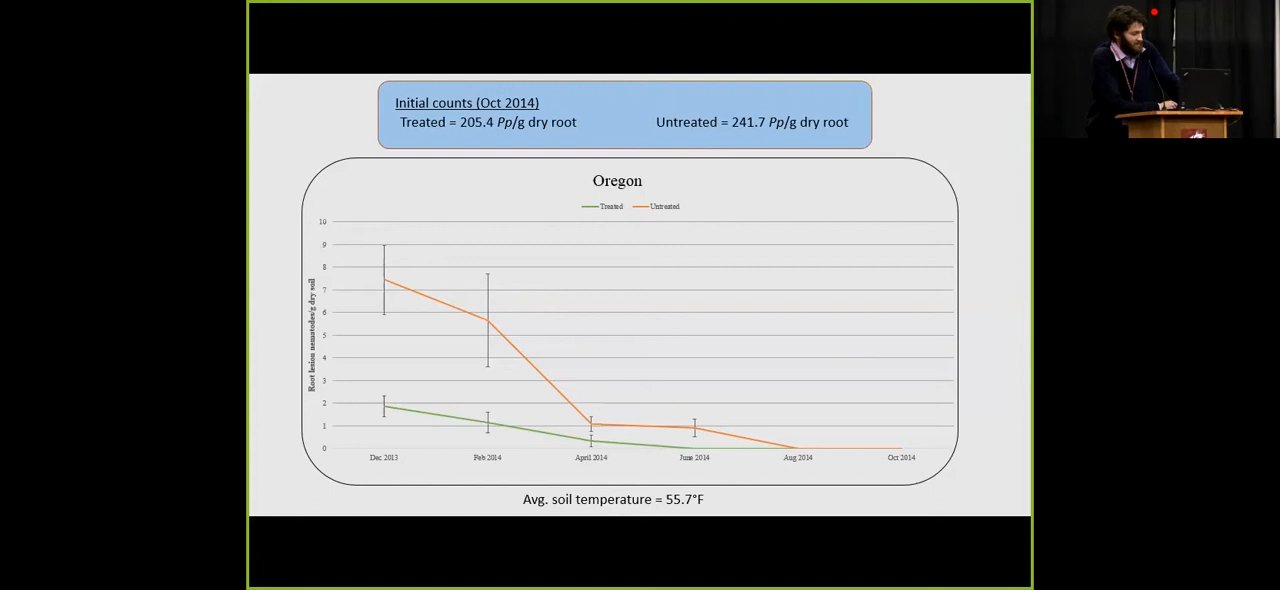 Initial counts (Oct 2014)
Treated = 205.4 Pp/g dry root Untreated = 241.7 Pp/g dry root
Oregon
Treated Untreated
Root lesion nematodes/g dry soil
10
9
8
7
6
5
4
3
2
1
0
Dec 2013 Feb 2014 April 2014 June 2014 Aug 2014 Oct 2014
Avg. soil temperature = 55.7°F